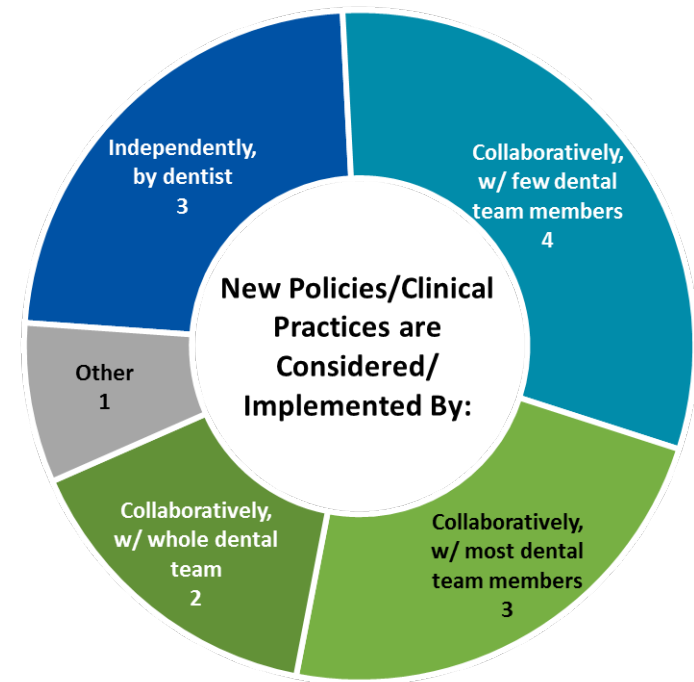 New Policies/Clinical
Practices are
Considered/
Implemented By:
Collaboratively,
w/ few dental
team members
4
Collaboratively,
w/ most dental
team members
3
Collaboratively,
w/ whole dental
team
2
Other
1
Independently,
by dentist
3